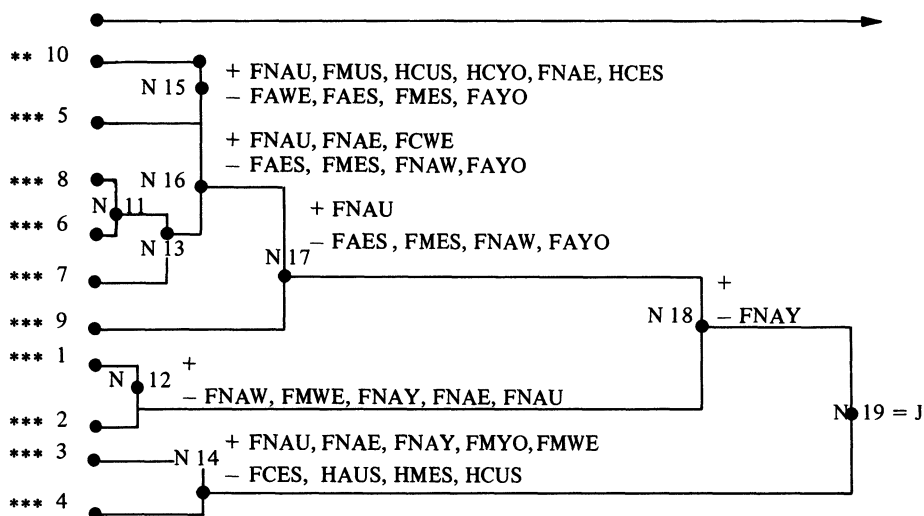 ** 10
+ FNAU, FMUS, HCUS, HCYO, FNAE, HCES
N 15
– FAWE, FAES, FMES, FAYO
*** 5
+ FNAU, FNAE, FCWE
– FAES, FMES, FNAW, FAYO
*** 8
N 16
N 11
+ FNAU
*** 6
– FAES, FMES, FNAW, FAYO
N 13
N 17
*** 7
+
*** 9
N 18
– FNAY
*** 1
+
N 12
– FNAW, FMWE, FNAY, FNAE, FNAU
*** 2
N 19 = J
+ FNAU, FNAE, FNAY, FMYO, FMWE
*** 3
N 14
– FCES, HAUS, HMES, HCUS
*** 4